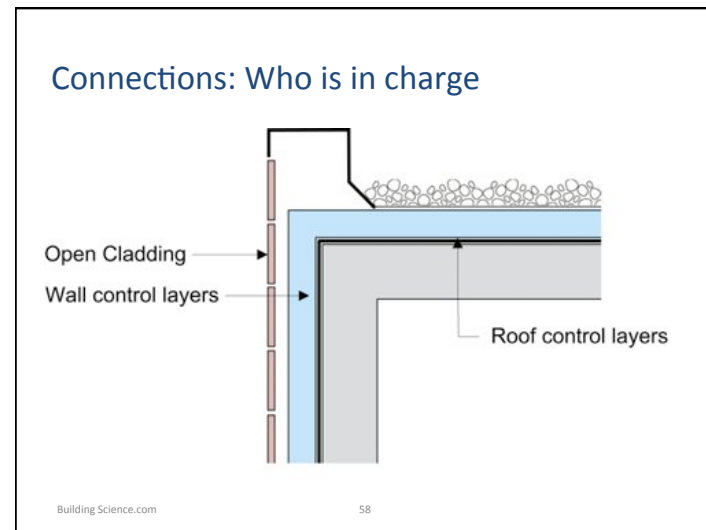 Connections: Who is in charge
Open Cladding
Wall control layers
Roof control layers
Building Science.com
58